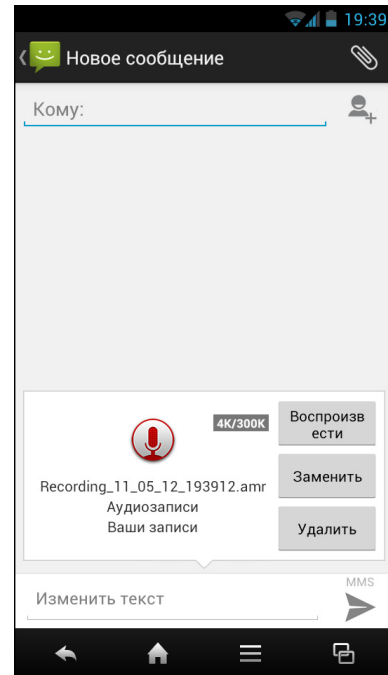 19:39
Новое сообщение
Кому:
4K/300K
Воспроизв
ести
Recording_11_05_12_193912.amr
Аудиозаписи
Ваши записи
Заменить
Удалить
Изменить текст
MMS